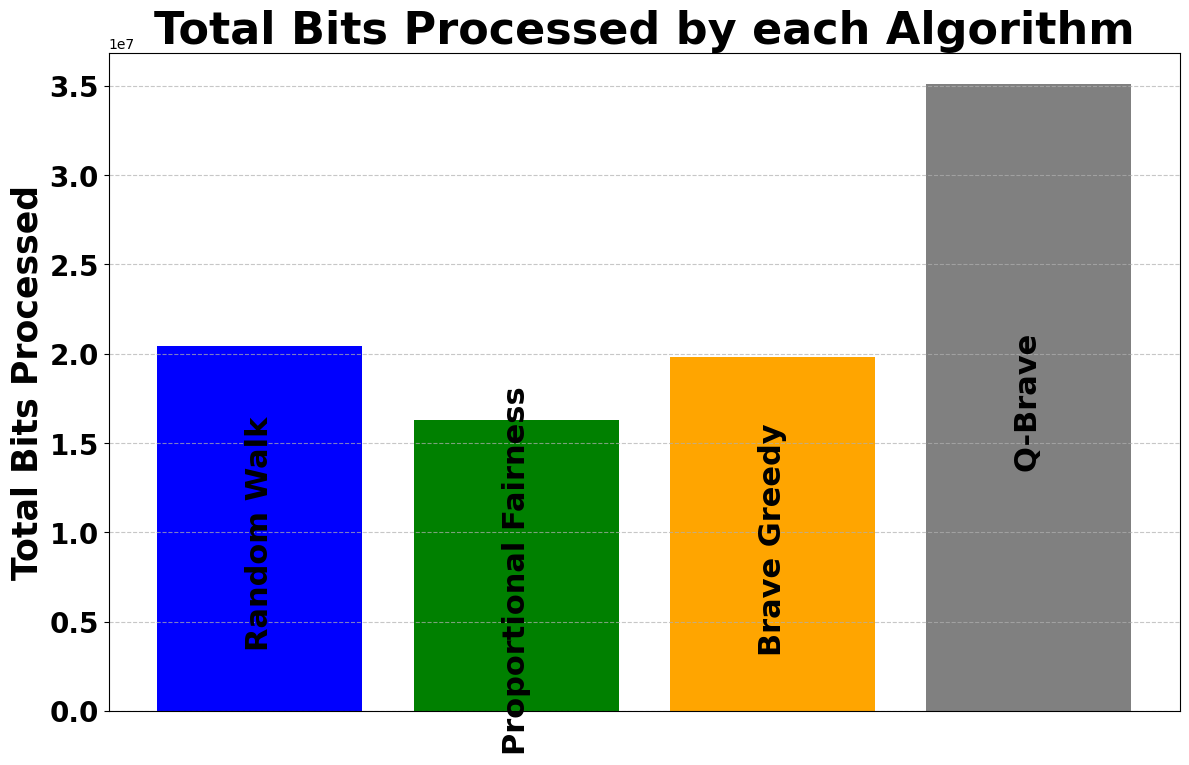 Total Bits Processed by each Algorithm
1e7
Total Bits Processed
3.5
3.0
2.5
2.0
1.5
1.0
0.5
0.0
Random Walk
Proportional Fairness
Brave Greedy
Q-Brave